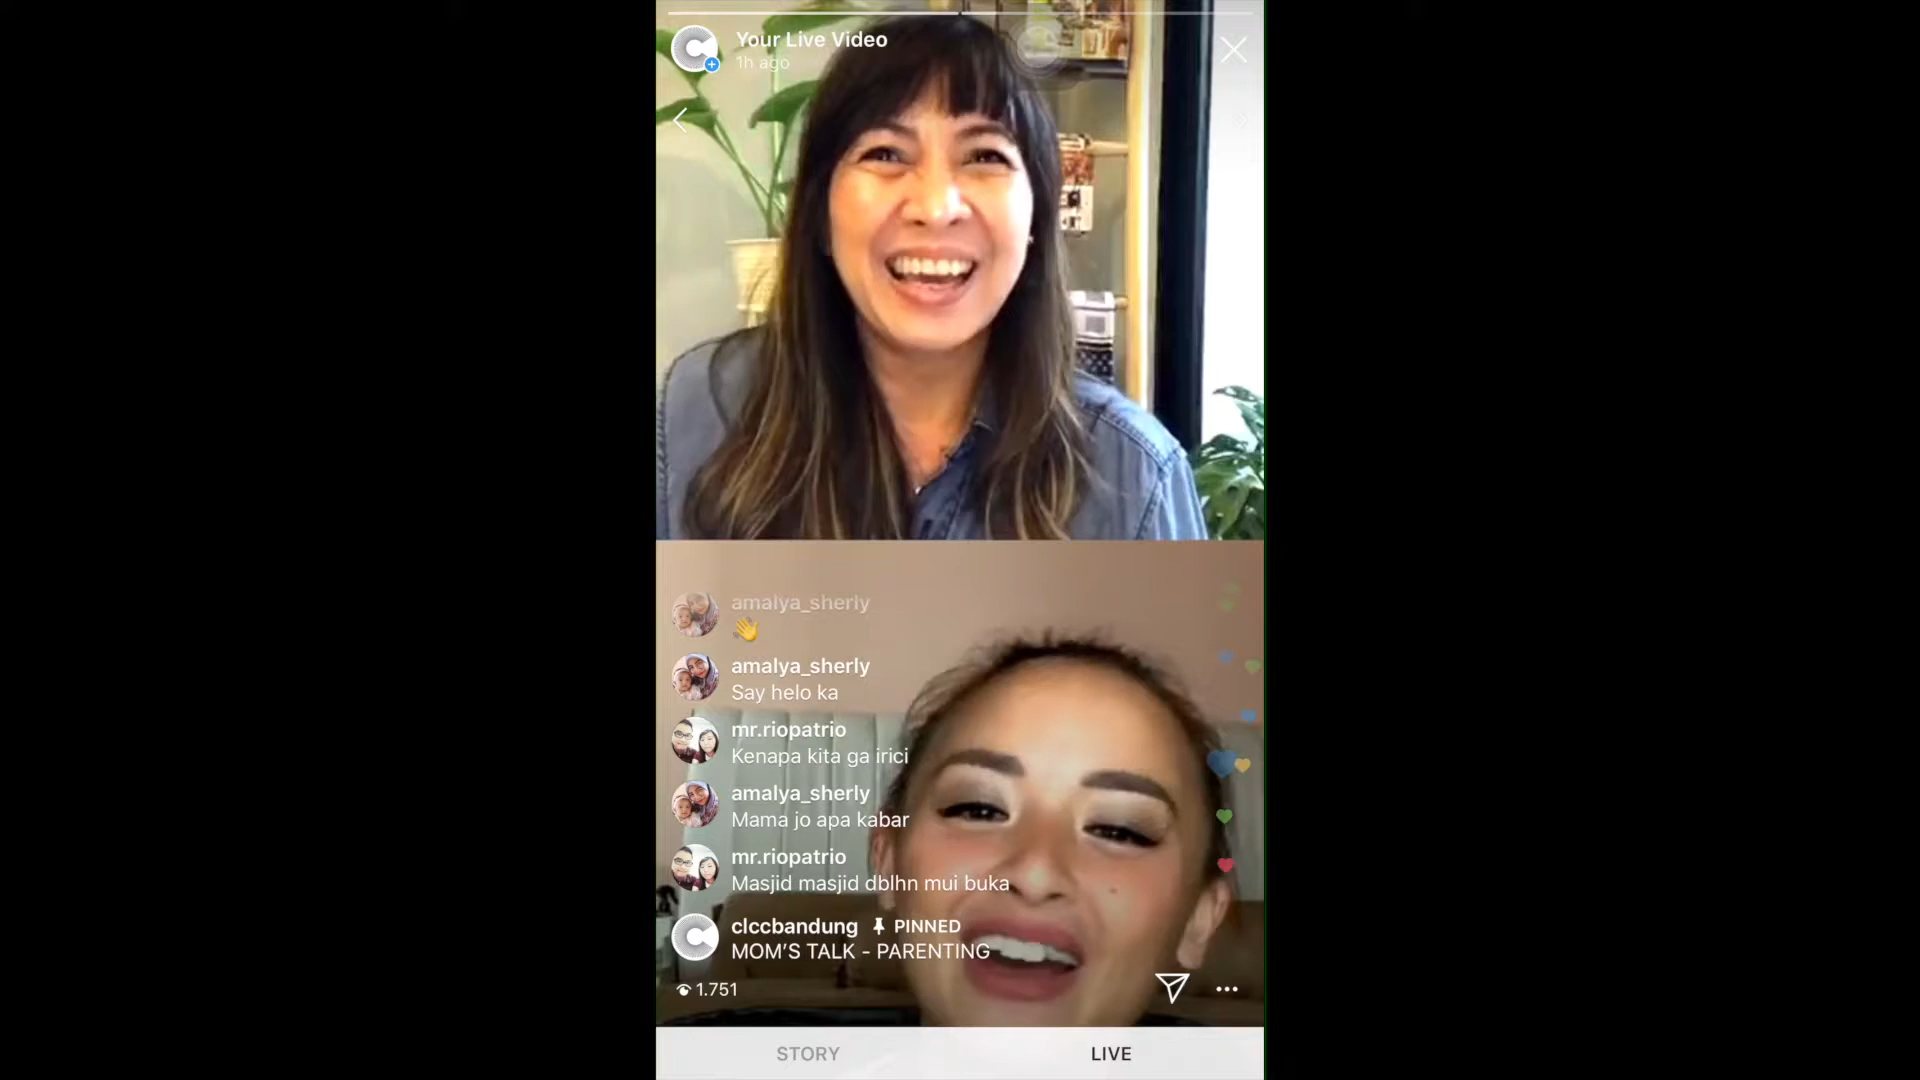 Your Live Video
1h ago
amalya_sherly
👋
amalya_sherly
Say helo ka
mr.riopatrio
Kenapa kita ga irici
amalya_sherly
Mama jo apa kabar
mr.riopatrio
Masjid masjid dblhn mui buka
clccbandung PINNED
MOM'S TALK - PARENTING
1.751
STORY
LIVE